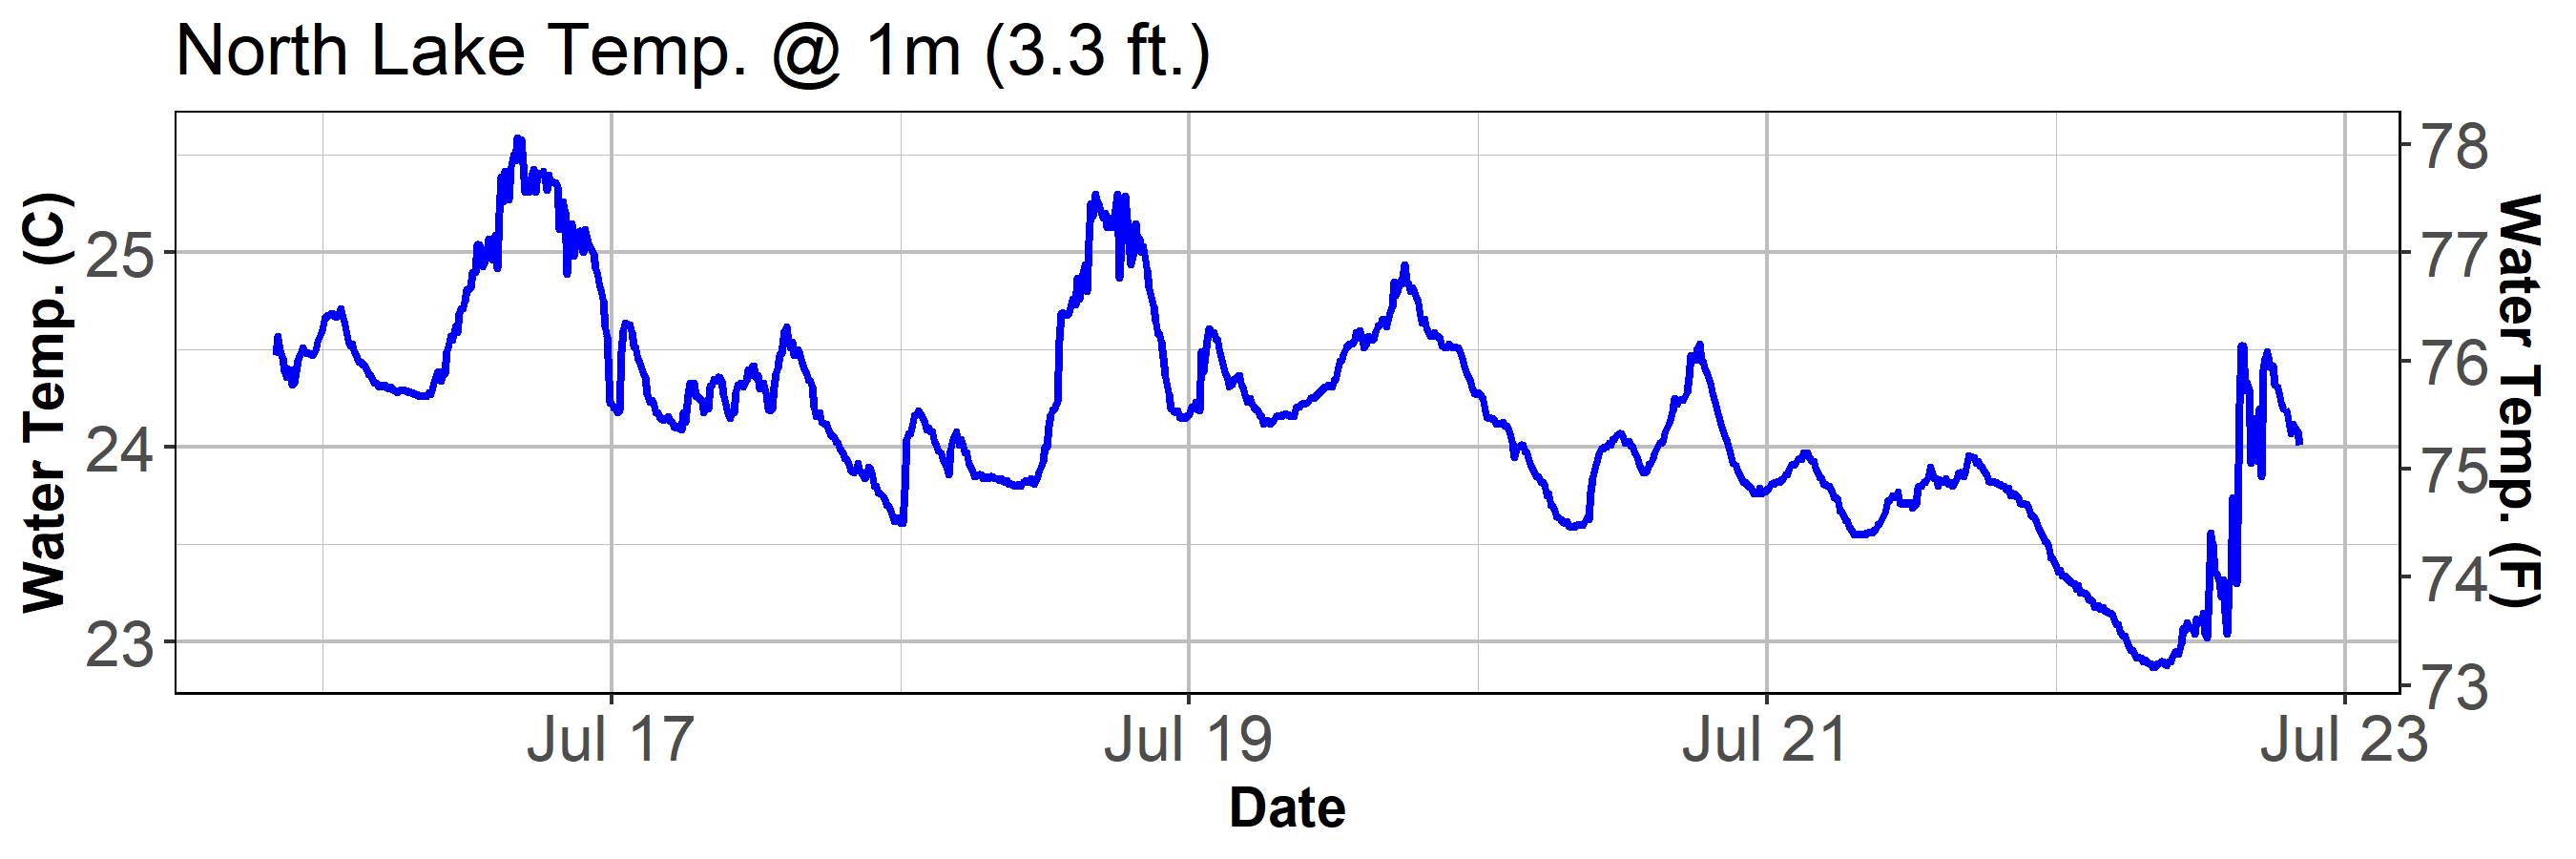 North Lake Temp. @ 1m (3.3 ft.)
Water Temp. (C)
25
24
23
78
77
76
75
74
73
Water Temp. (F)
Jul 17 Jul 19 Jul 21 Jul 23
Date